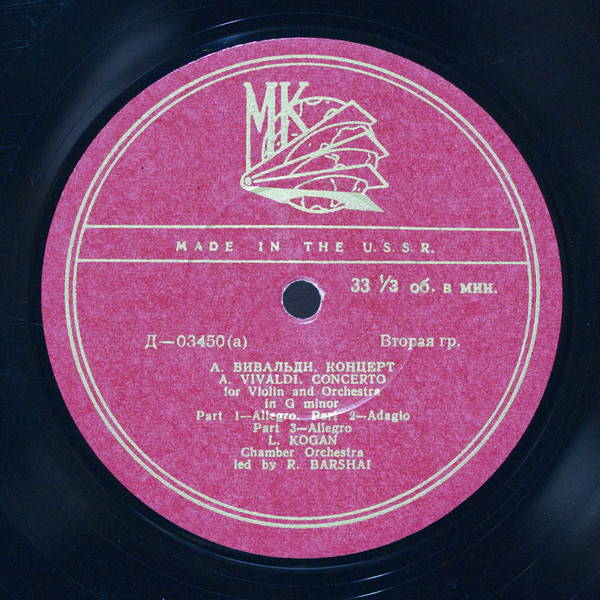 МК
MADE IN THE U.S.S.R.
33 ⅓ об. в мин.
Д—03450(а) Вторая гр.
А. ВИВАЛЬДИ. КОНЦЕРТ
A. VIVALDI. CONCERTO
for Violin and Orchestra
in G minor
Part 1—Allegro. Part 2—Adagio
Part 3—Allegro
L. KOGAN
Chamber Orchestra
led by R. BARSHAI